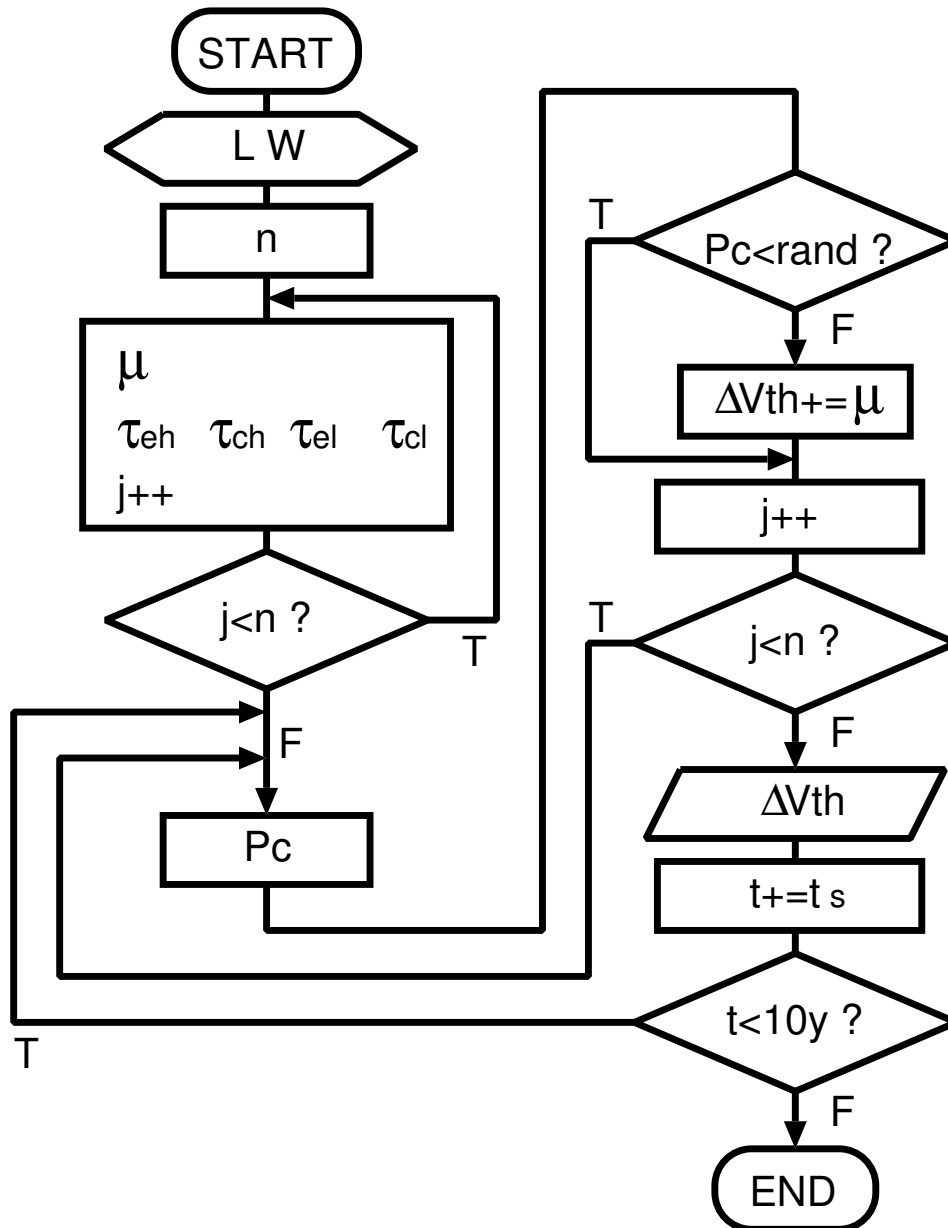 START
L W
n
μ
τeh τch τel τcl
j++
j<n ?
T
F
Pc
T
Pc<rand ?
T
F
ΔVth+=μ
j++
j<n ?
T
F
ΔVth
t+=t s
t<10y ?
F
END